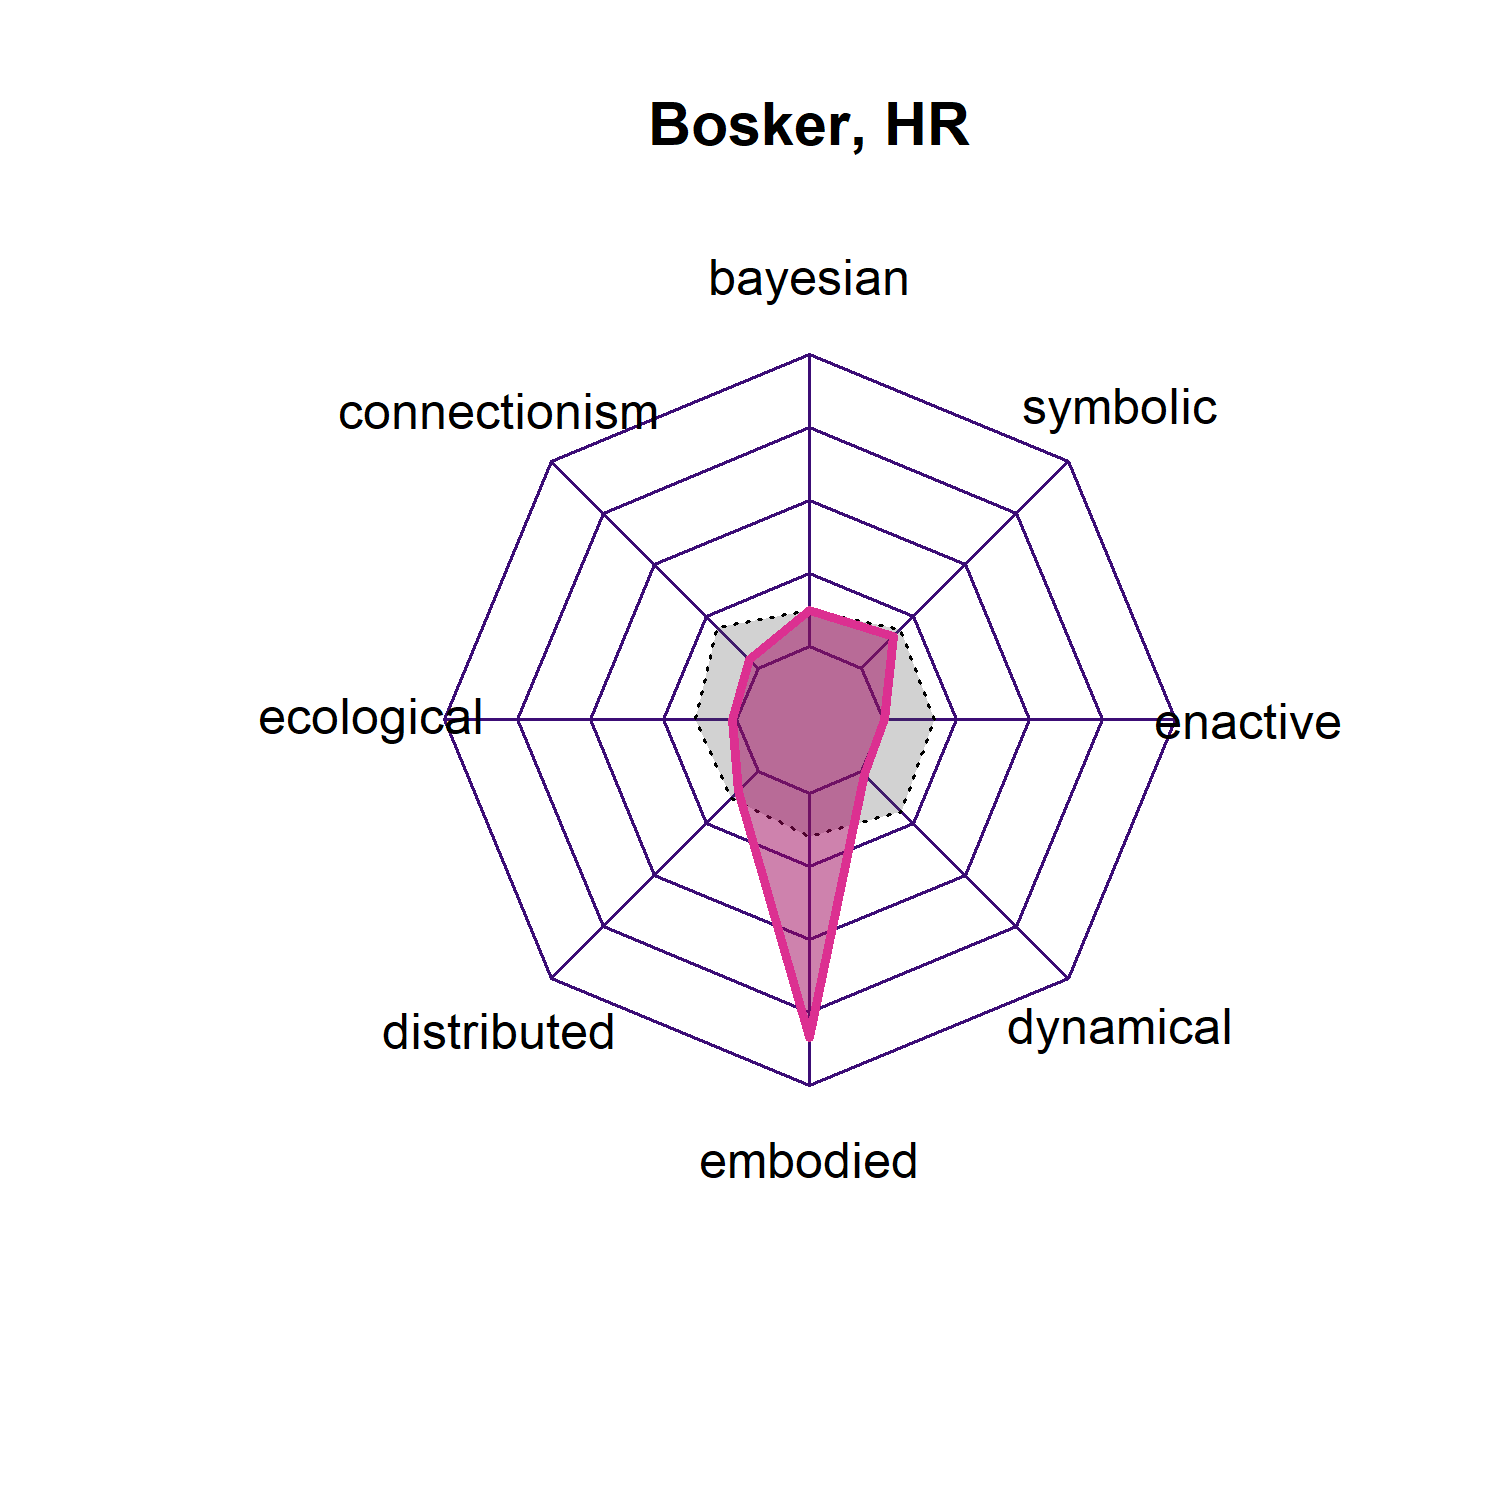 Bosker, HR
bayesian
symbolic
connectionism
ecological
enactive
dynamical
distributed
embodied